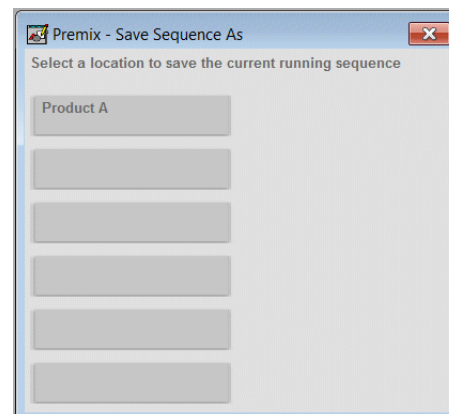 Premix - Save Sequence As
Select a location to save the current running sequence
Product A